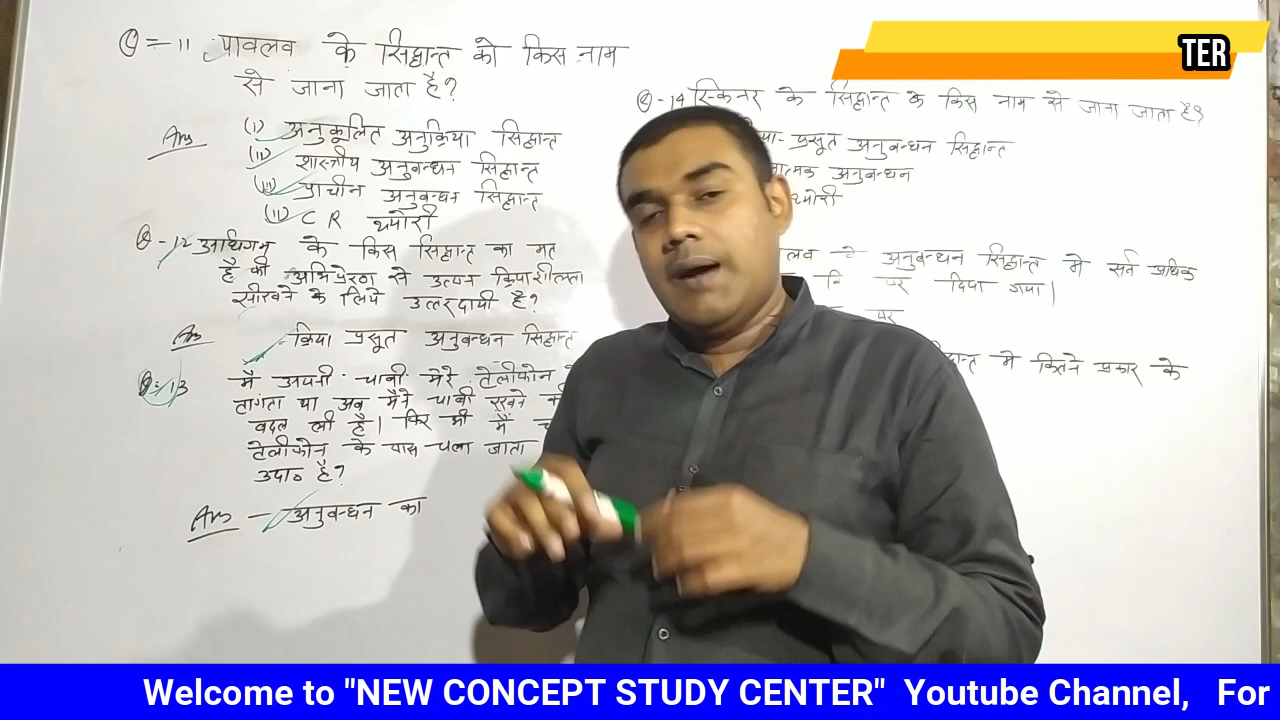 Q = 11 पावलव के सिद्धान्त को किस नाम
से जाना जाता है?
Ans (i) अनुकूलित अनुक्रिया सिद्धान्त
(ii) शास्त्रीय अनुबन्धन सिद्धान्त
(iii) प्राचीन अनुबन्धन सिद्धान्त
(iv) C R थ्योरी
Q - 12 अधिगम के किस सिद्धान्त का मत
है की अभिप्रेरणा से उत्पन्न क्रियाशीलता
सीखने के लिये उत्तरदायी है?
Ans - क्रिया प्रसूत अनुबन्धन सिद्धान्त
Q = 13 मै अपनी चाबी मेरे टेलीफोन
टागता था अब मैने चाबी रखने की
बदल ली है। फिर भी मैं
टेलीफोन के पास चला जाता
उदा० है?
Ans - अनुबन्धन का
Q - 14 स्किनर के सिद्धान्त के किस नाम से जाना जाता है?
प्रसूत अनुबन्धन सिद्धान्त
अनुबन्धन
थ्योरी
अनुबन्धन सिद्धान्त मे सर्व अधिक
पर दिया गया।
पर
मे कितने प्रकार के
TER
Welcome to "NEW CONCEPT STUDY CENTER" Youtube Channel, For